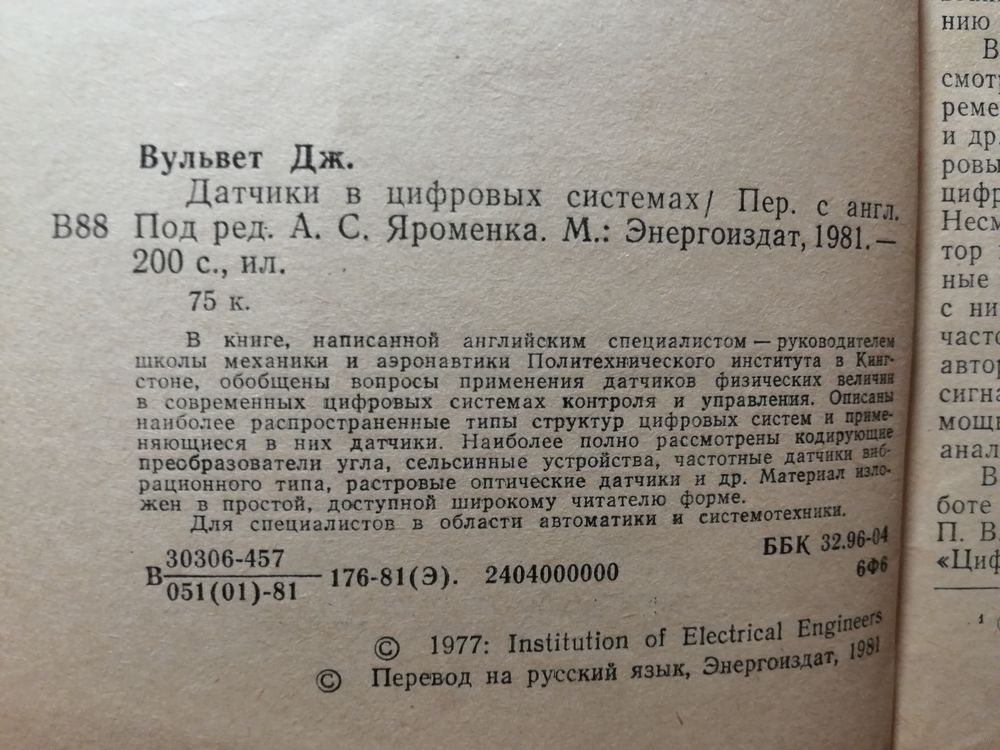 Вульвет Дж.
Датчики в цифровых системах/ Пер. с англ.
В88 Под ред. А. С. Яроменка. М.: Энергоиздат, 1981.—
200 с., ил.
75 к.
В книге, написанной английским специалистом — руководителем
школы механики и аэронавтики Политехнического института в Кинг-
стоне, обобщены вопросы применения датчиков физических величин
в современных цифровых системах контроля и управления. Описаны
наиболее распространенные типы структур цифровых систем и приме-
няющиеся в них датчики. Наиболее полно рассмотрены кодирующие
преобразователи угла, сельсинные устройства, частотные датчики виб-
рационного типа, растровые оптические датчики и др. Материал изло-
жен в простой, доступной широкому читателю форме.
Для специалистов в области автоматики и системотехники.
В 30306-457
051(01)-81 176-81(Э). 2404000000
ББК 32.96-04
6Ф6
© 1977: Institution of Electrical Engineers
© Перевод на русский язык, Энергоиздат, 1981
нию
В
смот
реме
и др.
ровы
цифр
Несм
тор
ные
с ни
часто
автор
сигна
мощн
анал
В
боте
П. В.
«Циф
1